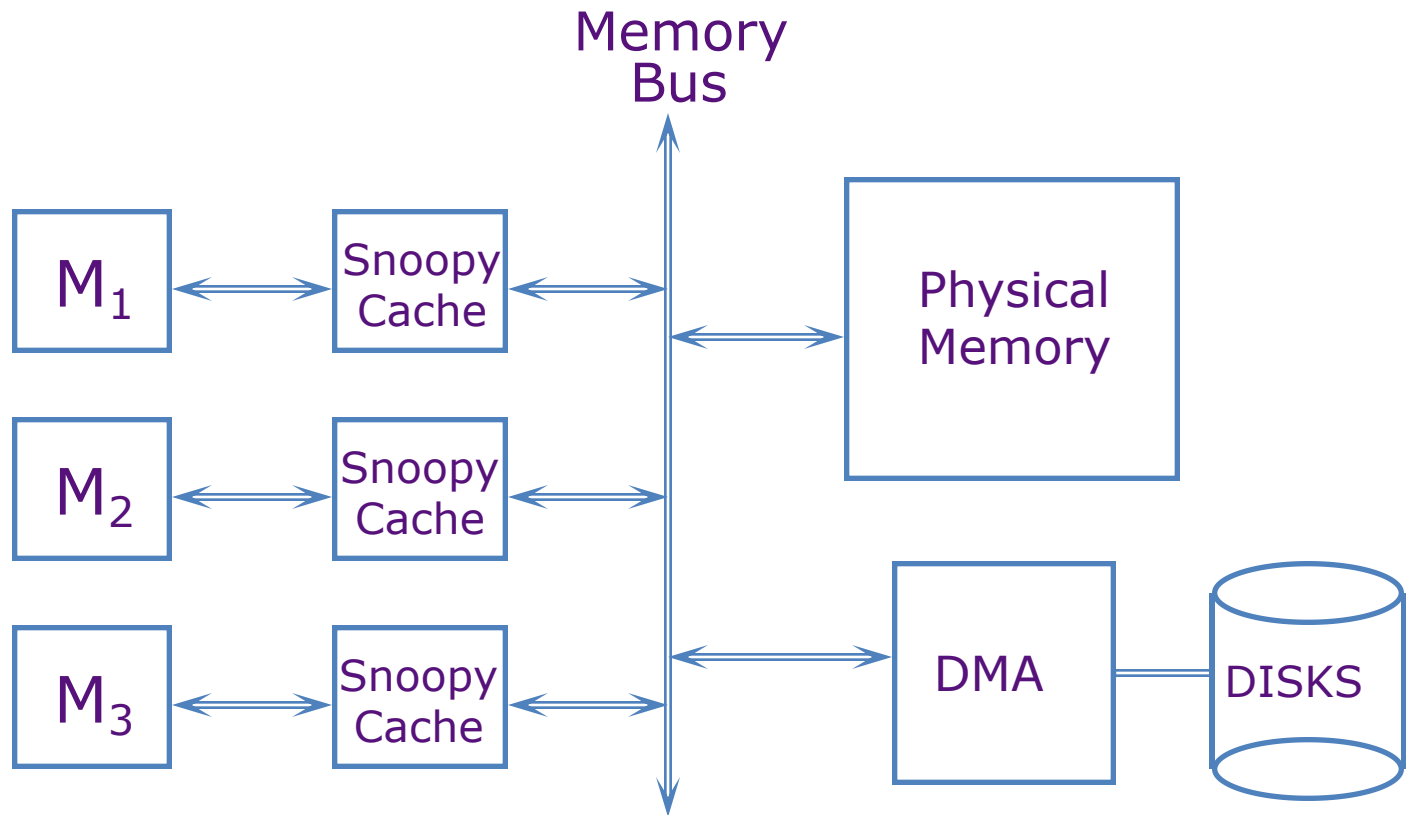 Memory
Bus
M₁
Snoopy
Cache
Physical
Memory
M₂
Snoopy
Cache
M₃
Snoopy
Cache
DMA
DISKS